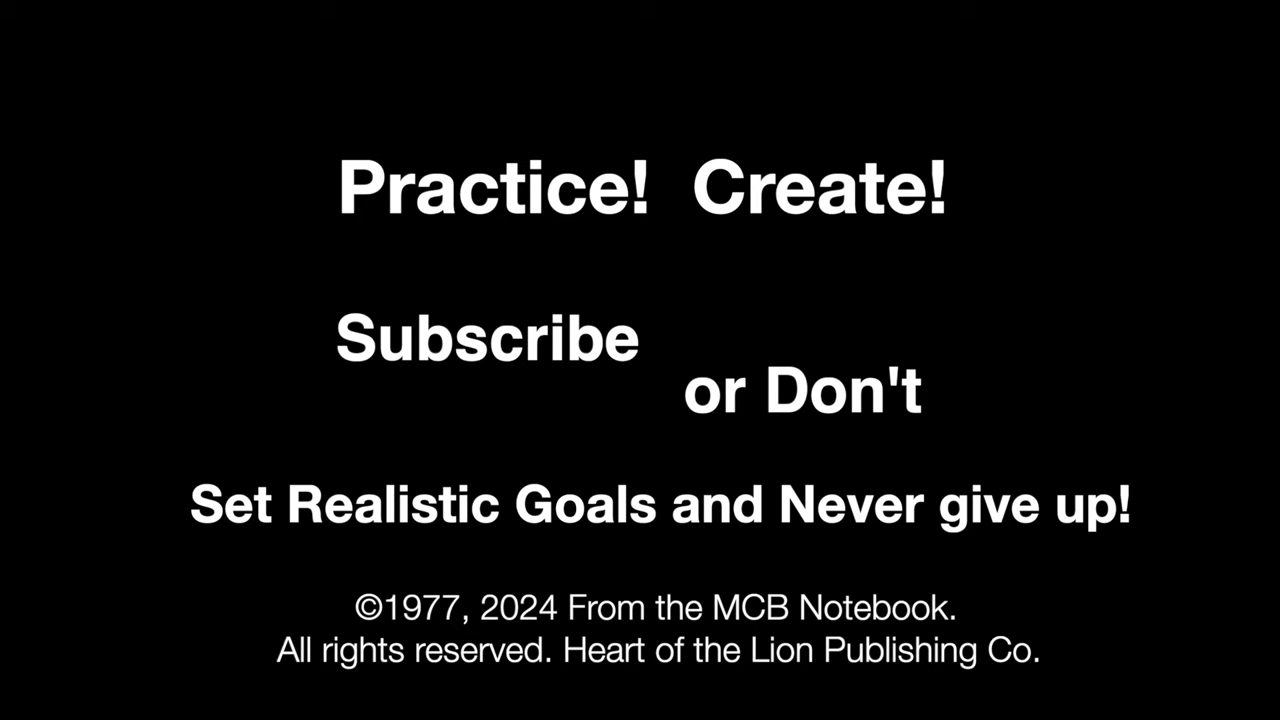 Practice!  Create!
Subscribe
or Don't
Set Realistic Goals and Never give up!
©1977, 2024 From the MCB Notebook.
All rights reserved. Heart of the Lion Publishing Co.